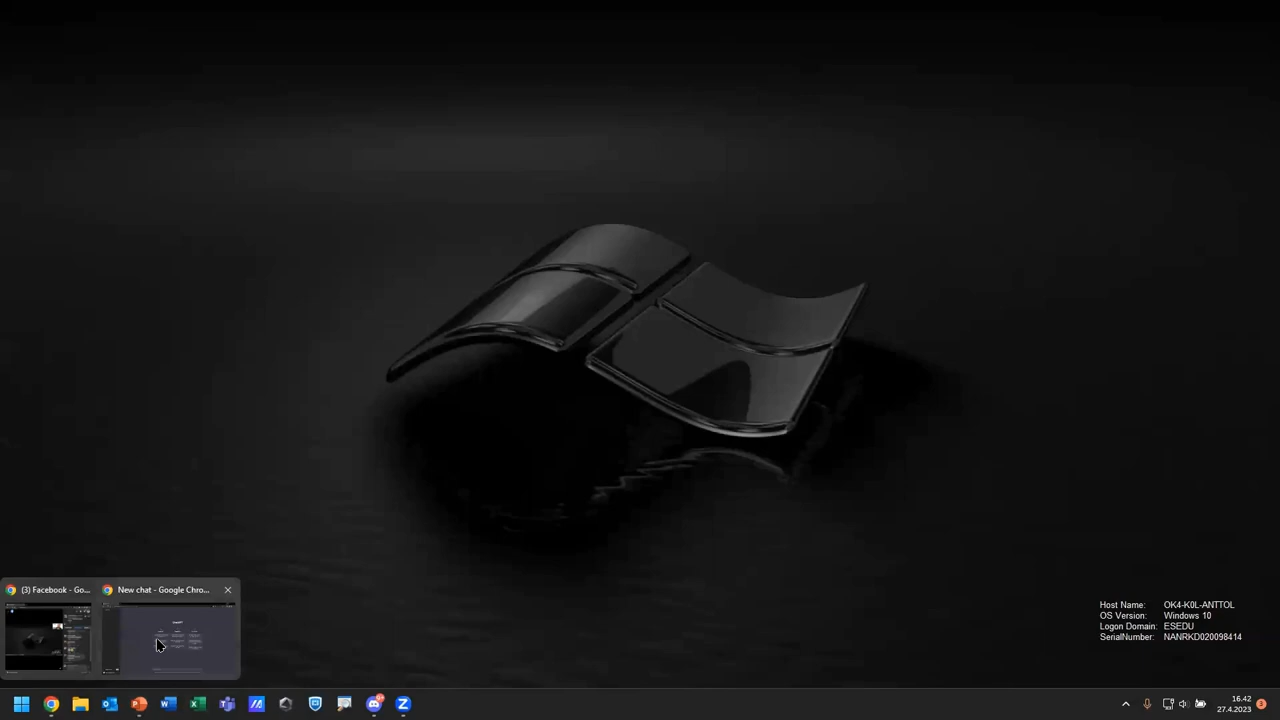 (3) Facebook - Go...
New chat - Google Chro...
Host Name: OK4-K0L-ANTTOL
OS Version: Windows 10
Logon Domain: ESEDU
SerialNumber: NANRKD020098414
16.42
27.4.2023
3